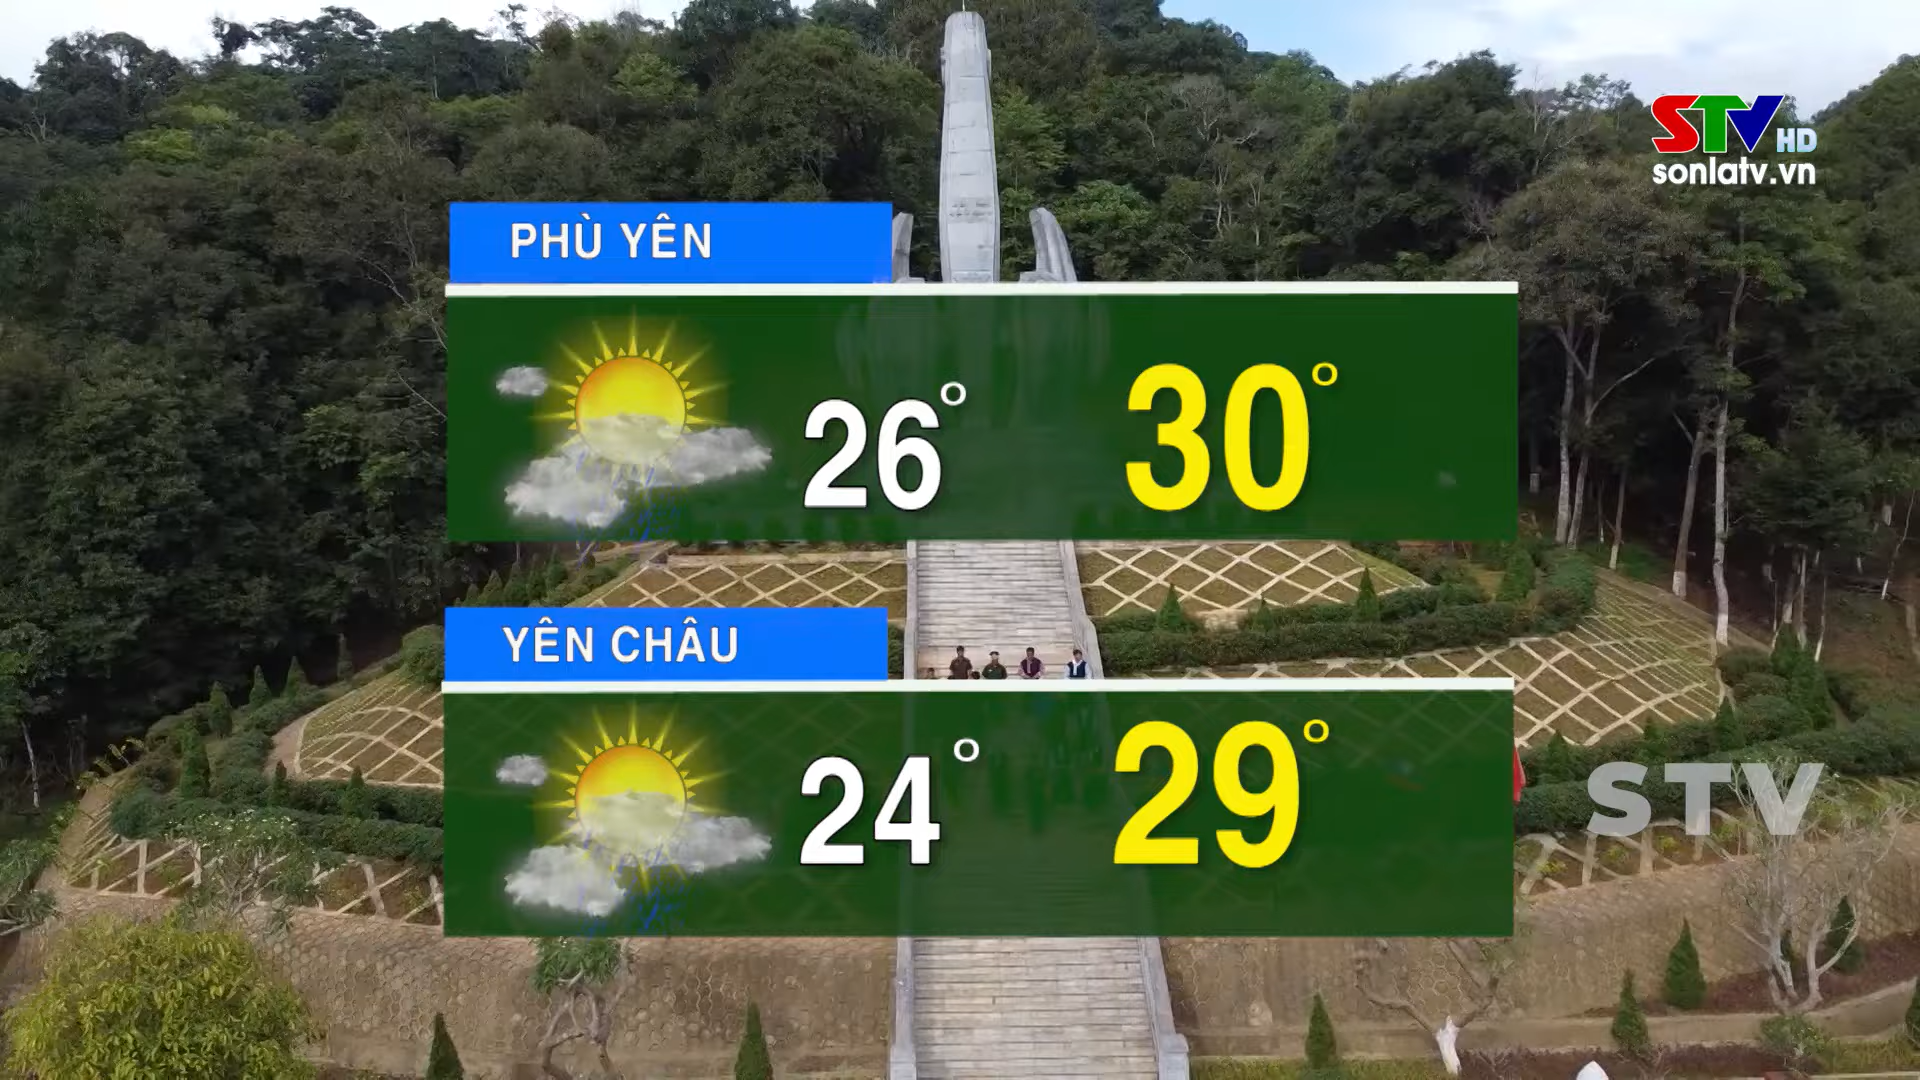 STV HD
sonlatv.vn
PHÙ YÊN
26° 30°
YÊN CHÂU
24° 29°
STV